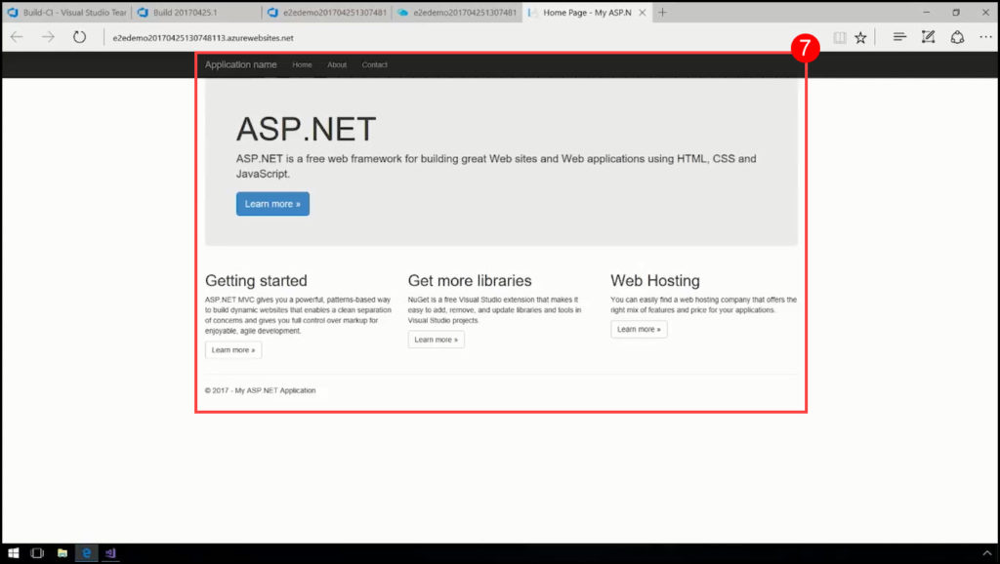 Build-CI - Visual Studio Tear
Build 20170425.1
e2edemo201704251307481
e2edemo201704251307481
Home Page - My ASP.N
e2edemo20170425130748113.azurewebsites.net
7
Application name
Home
About
Contact
ASP.NET
ASP.NET is a free web framework for building great Web sites and Web applications using HTML, CSS and
JavaScript.
Learn more »
Getting started
ASP.NET MVC gives you a powerful, patterns-based way
to build dynamic websites that enables a clean separation
of concerns and gives you full control over markup for
enjoyable, agile development.
Learn more »
Get more libraries
NuGet is a free Visual Studio extension that makes it
easy to add, remove, and update libraries and tools in
Visual Studio projects.
Learn more »
Web Hosting
You can easily find a web hosting company that offers the
right mix of features and price for your applications.
Learn more »
© 2017 - My ASP.NET Application